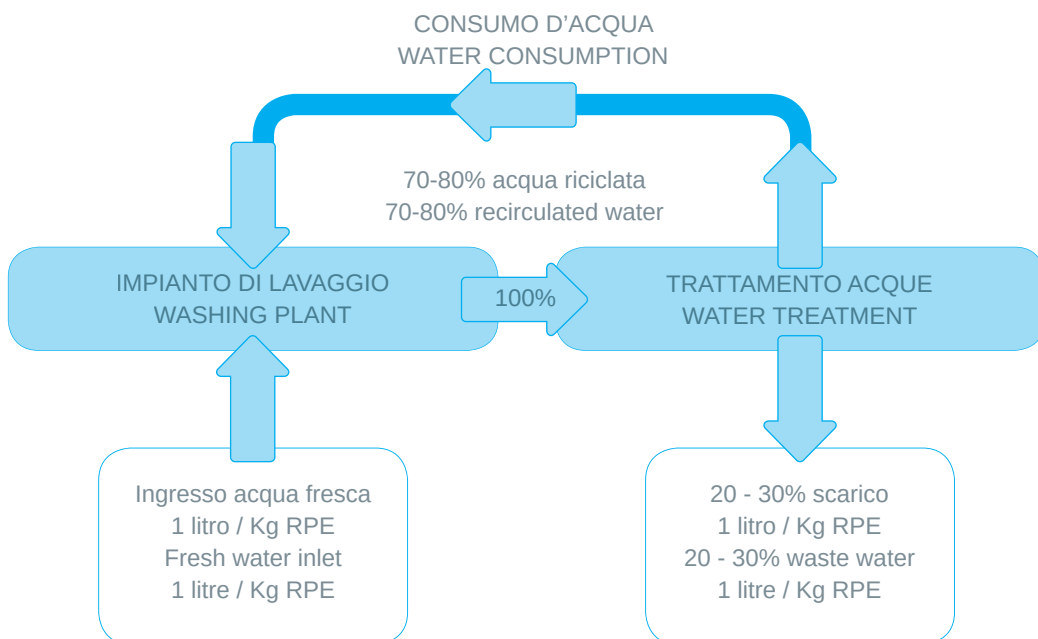 CONSUMO D’ACQUA
WATER CONSUMPTION
70-80% acqua riciclata
70-80% recirculated water
IMPIANTO DI LAVAGGIO
WASHING PLANT
100%
TRATTAMENTO ACQUE
WATER TREATMENT
Ingresso acqua fresca
1 litro / Kg RPE
Fresh water inlet
1 litre / Kg RPE
20 - 30% scarico
1 litro / Kg RPE
20 - 30% waste water
1 litre / Kg RPE